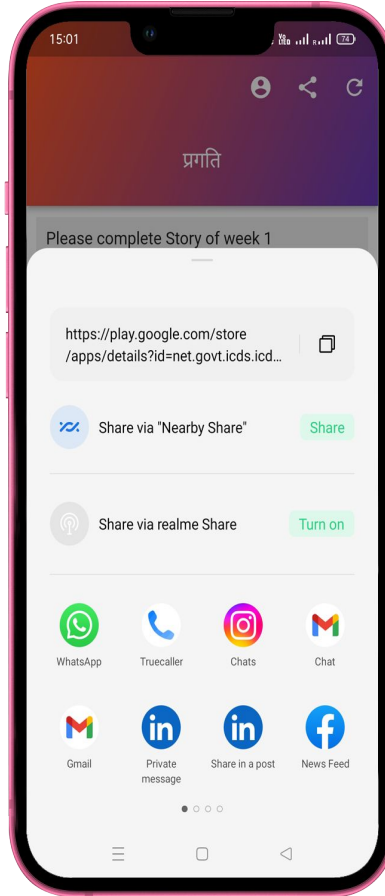 15:01
74
प्रगति
Please complete Story of week 1
https://play.google.com/store
/apps/details?id=net.govt.icds.icd...
Share via "Nearby Share"
Share
Share via realme Share
Turn on
WhatsApp
Truecaller
Chats
Chat
Gmail
Private
message
Share in a post
News Feed